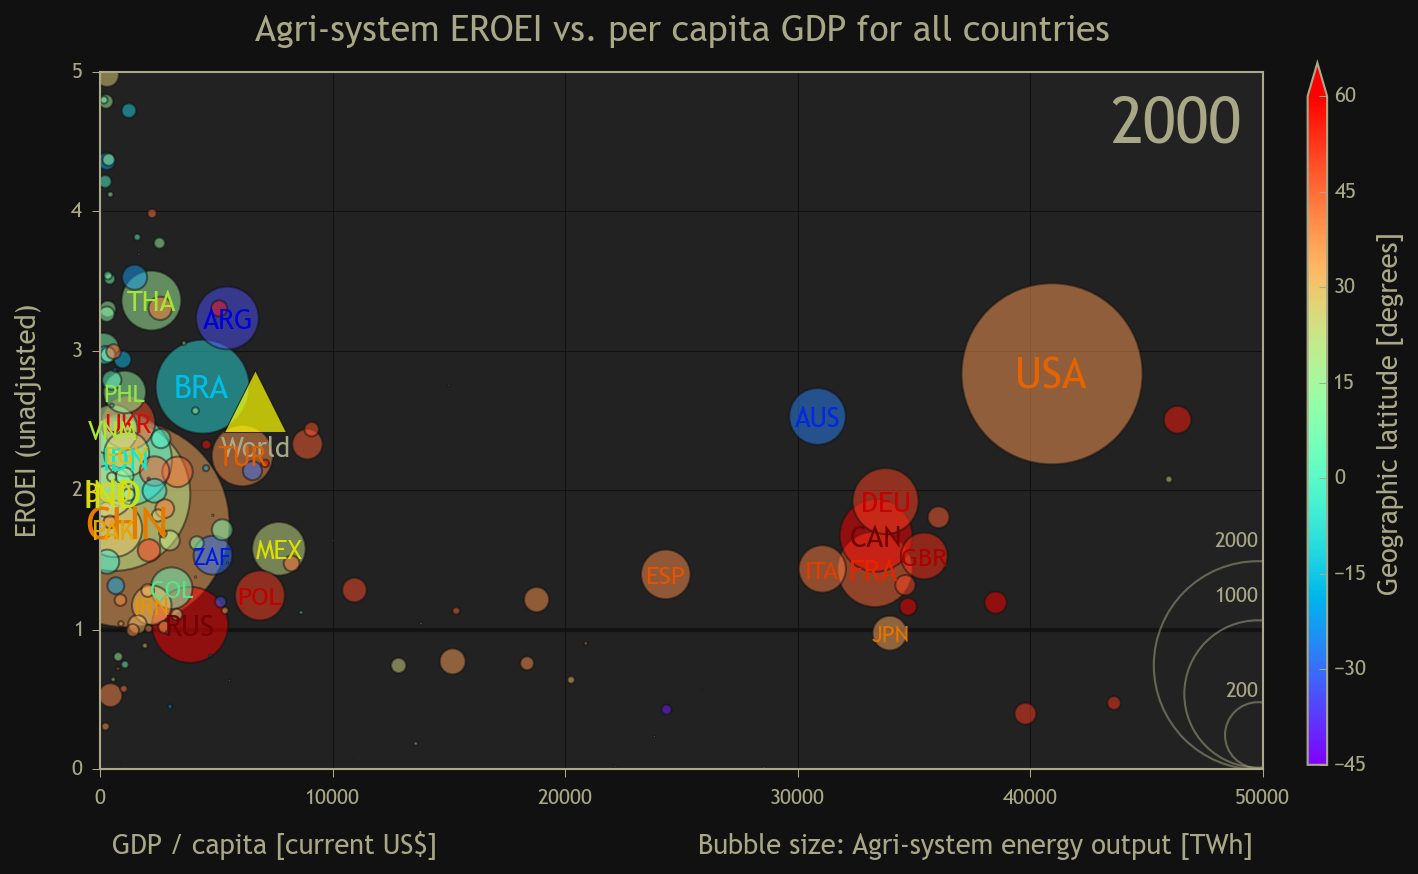 Agri-system EROEI vs. per capita GDP for all countries
2000
EROEI (unadjusted)
5
4
3
2
1
0
THA
ARG
BRA
PHL
UKR
World
TUR
CHN
ZAF
MEX
COL
POL
RUS
USA
AUS
DEU
CAN
GBR
ITA
FRA
ESP
JPN
2000
1000
200
0
10000
20000
30000
40000
50000
GDP / capita [current US$]
Bubble size: Agri-system energy output [TWh]
60
45
30
15
0
−15
−30
−45
Geographic latitude [degrees]